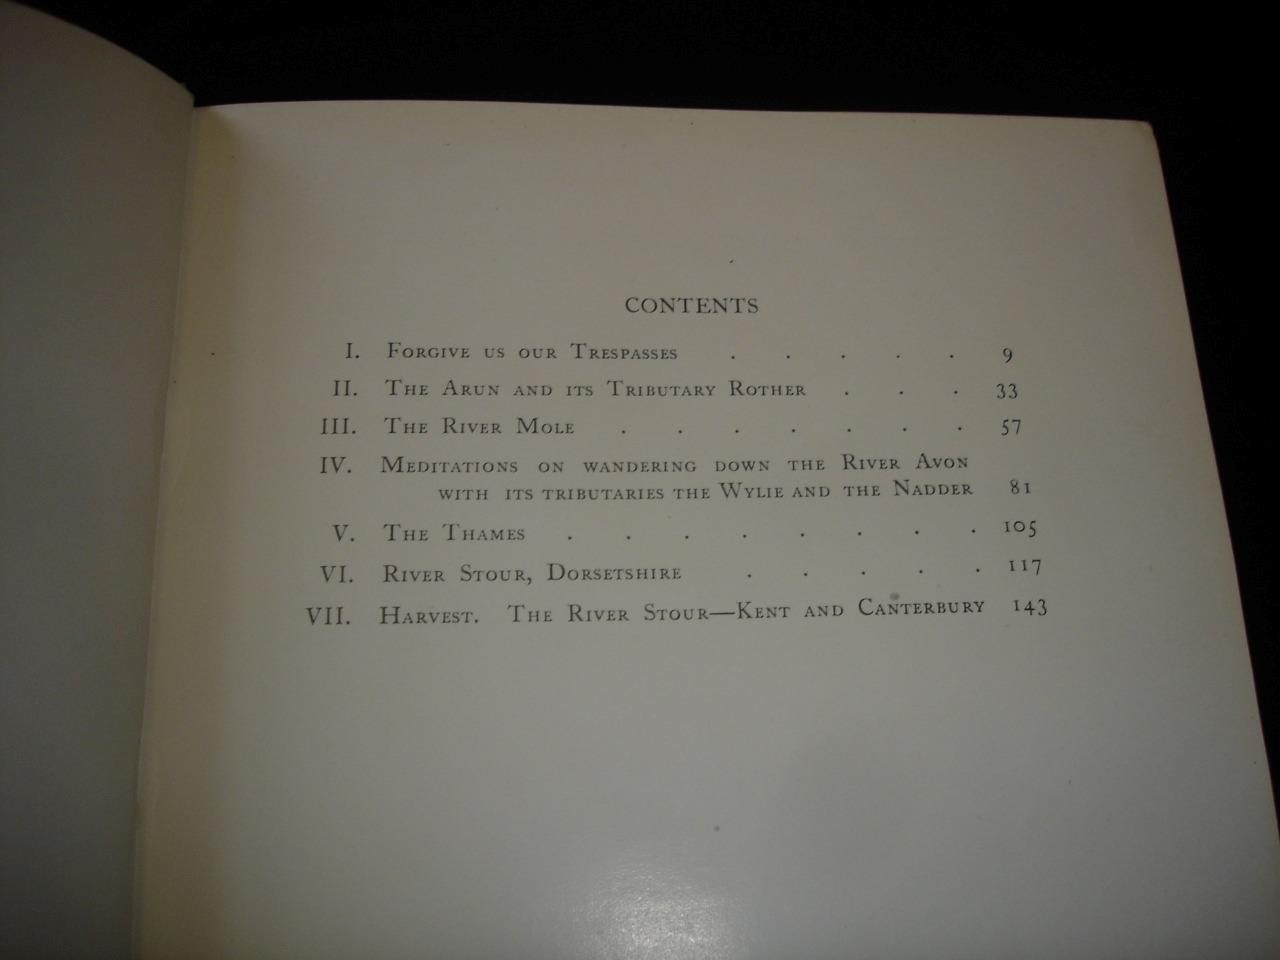 CONTENTS
I. Forgive us our Trespasses . . . . . 9
II. The Arun and its Tributary Rother . . . 33
III. The River Mole . . . . . . . 57
IV. Meditations on wandering down the River Avon
with its tributaries the Wylie and the Nadder 81
V. The Thames . . . . . . . . 105
VI. River Stour, Dorsetshire . . . . . 117
VII. Harvest. The River Stour—Kent and Canterbury 143